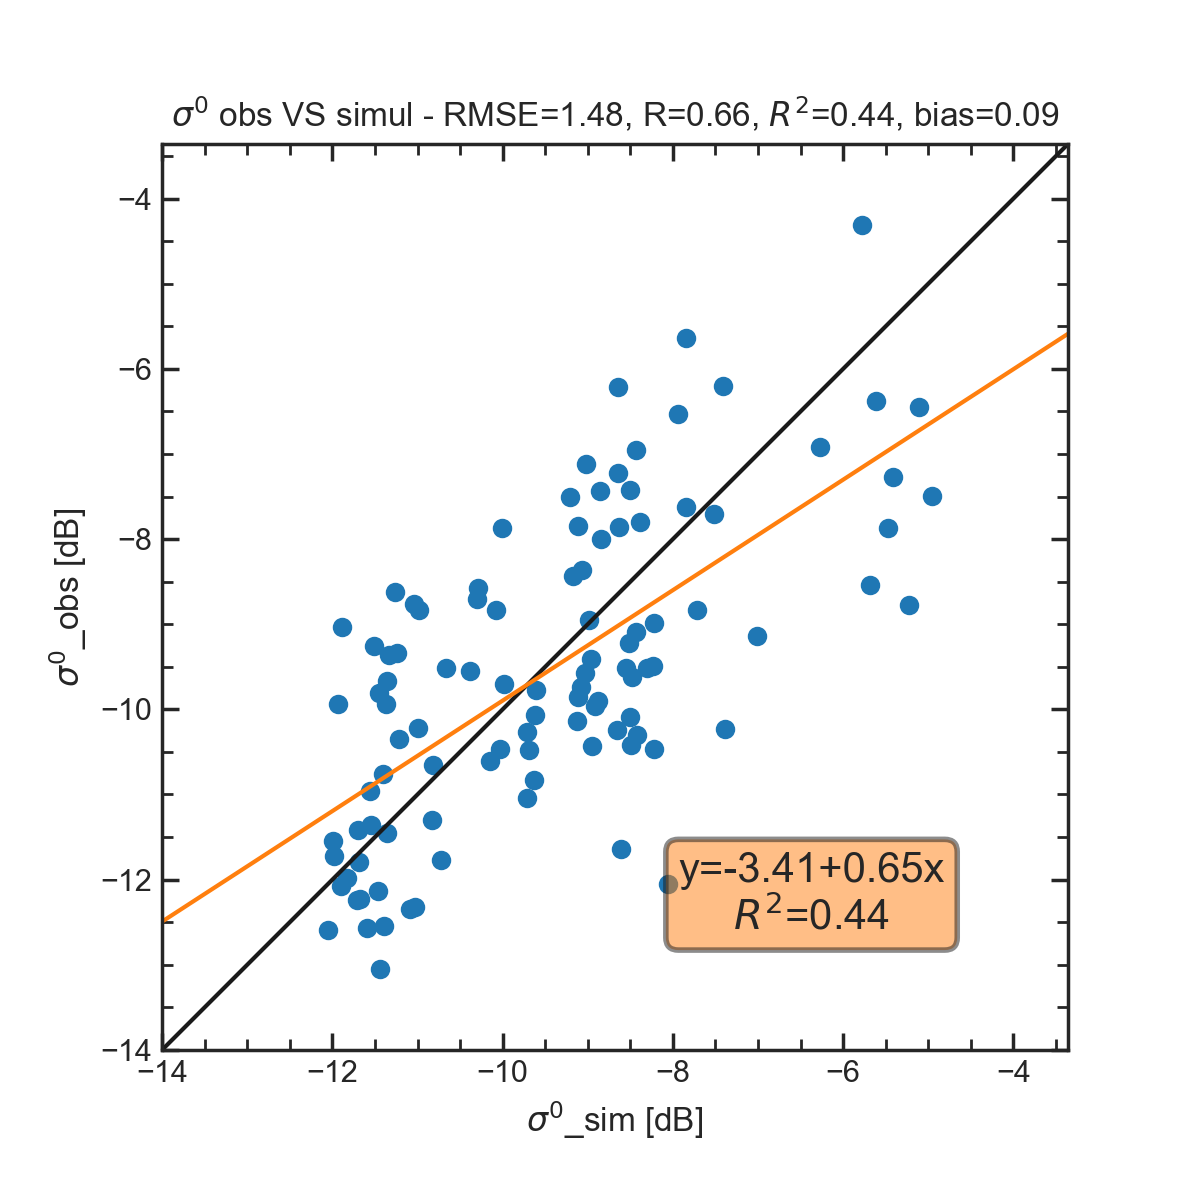 σ⁰ obs VS simul - RMSE=1.48, R=0.66, R²=0.44, bias=0.09
−4
−6
−8
−10
−12
−14
σ⁰_obs [dB]
y=-3.41+0.65x
R²=0.44
−14 −12 −10 −8 −6 −4
σ⁰_sim [dB]